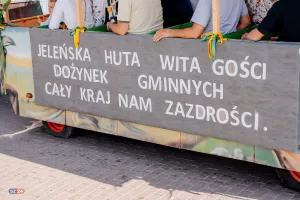 JELEŃSKA HUTA WITA GOŚCI
DOŻYNEK GMINNYCH
CAŁY KRAJ NAM ZAZDROŚCI.